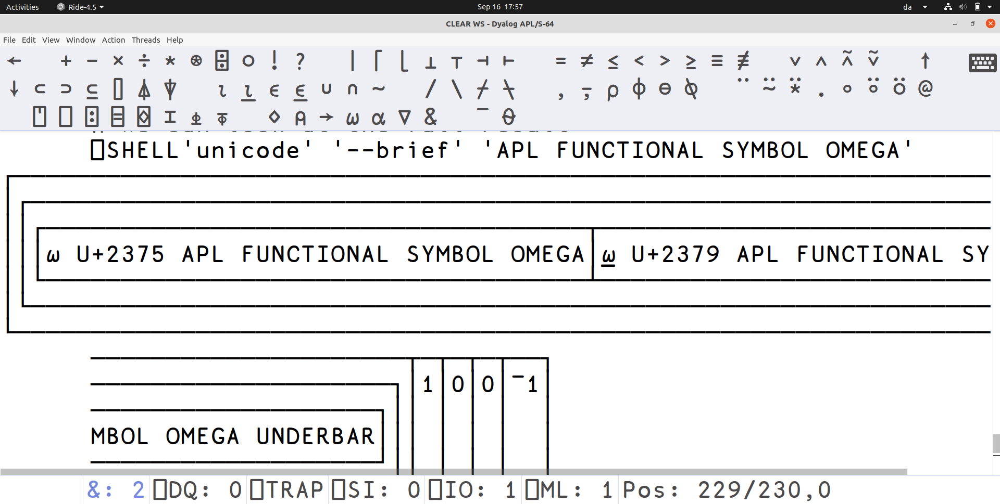 Activities Ride-4.5 Sep 16 17:57 da
CLEAR WS - Dyalog APL/S-64
File Edit View Window Action Threads Help
← + − × ÷ * ⍟ ⌹ ○ ! ? | ⌈ ⌊ ⊥ ⊤ ⊣ ⊢ = ≠ ≤ < > ≥ ≡ ≢ ∨ ∧ ⍲ ⍱ ↑
↓ ⊂ ⊃ ⊆ ⌷ ⍋ ⍒ ⍳ ⍸ ∊ ⍷ ∪ ∩ ~ / \ ⌿ ⍀ , ⍪ ⍴ ⌽ ⊖ ⍉ ¨ ⍨ ⍣ . ∘ ⍤ ⍥ @
⍞ ⎕ ⍠ ⌸ ⌺ ⌶ ⍎ ⍕ ⋄ ⍝ → ⍵ ⍺ ∇ & ¯ ⍬
⎕SHELL'unicode' '--brief' 'APL FUNCTIONAL SYMBOL OMEGA'
⍵ U+2375 APL FUNCTIONAL SYMBOL OMEGA ⍹ U+2379 APL FUNCTIONAL SY
1 0 0 ¯1
MBOL OMEGA UNDERBAR
&: 2 ⎕DQ: 0 ⎕TRAP ⎕SI: 0 ⎕IO: 1 ⎕ML: 1 Pos: 229/230,0